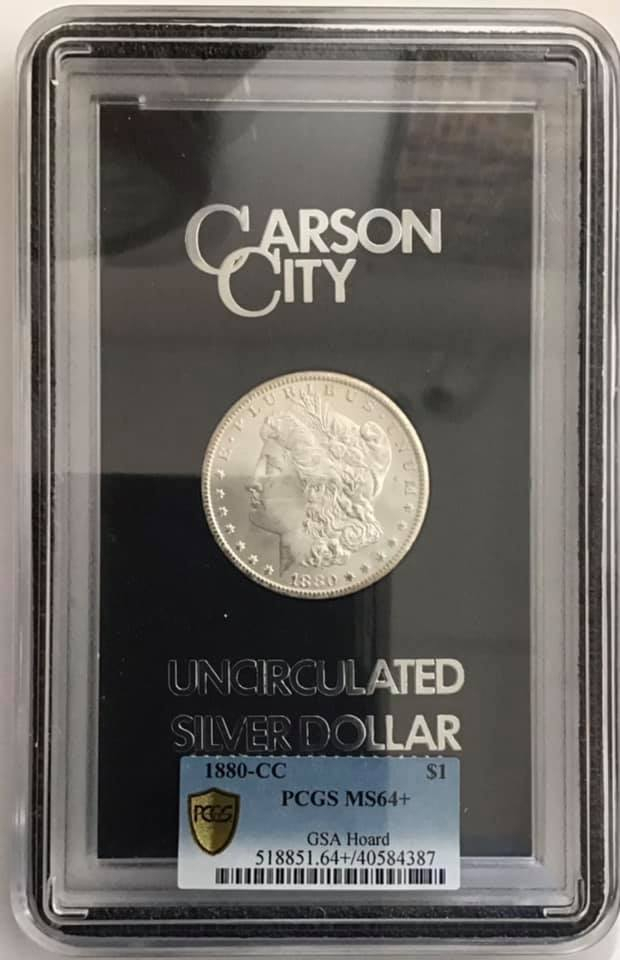 CARSON
CITY
E · PLURIBUS · UNUM
1880
UNCIRCULATED
SILVER DOLLAR
1880-CC $1
PCGS MS64+
PCGS
GSA Hoard
518851.64+/40584387